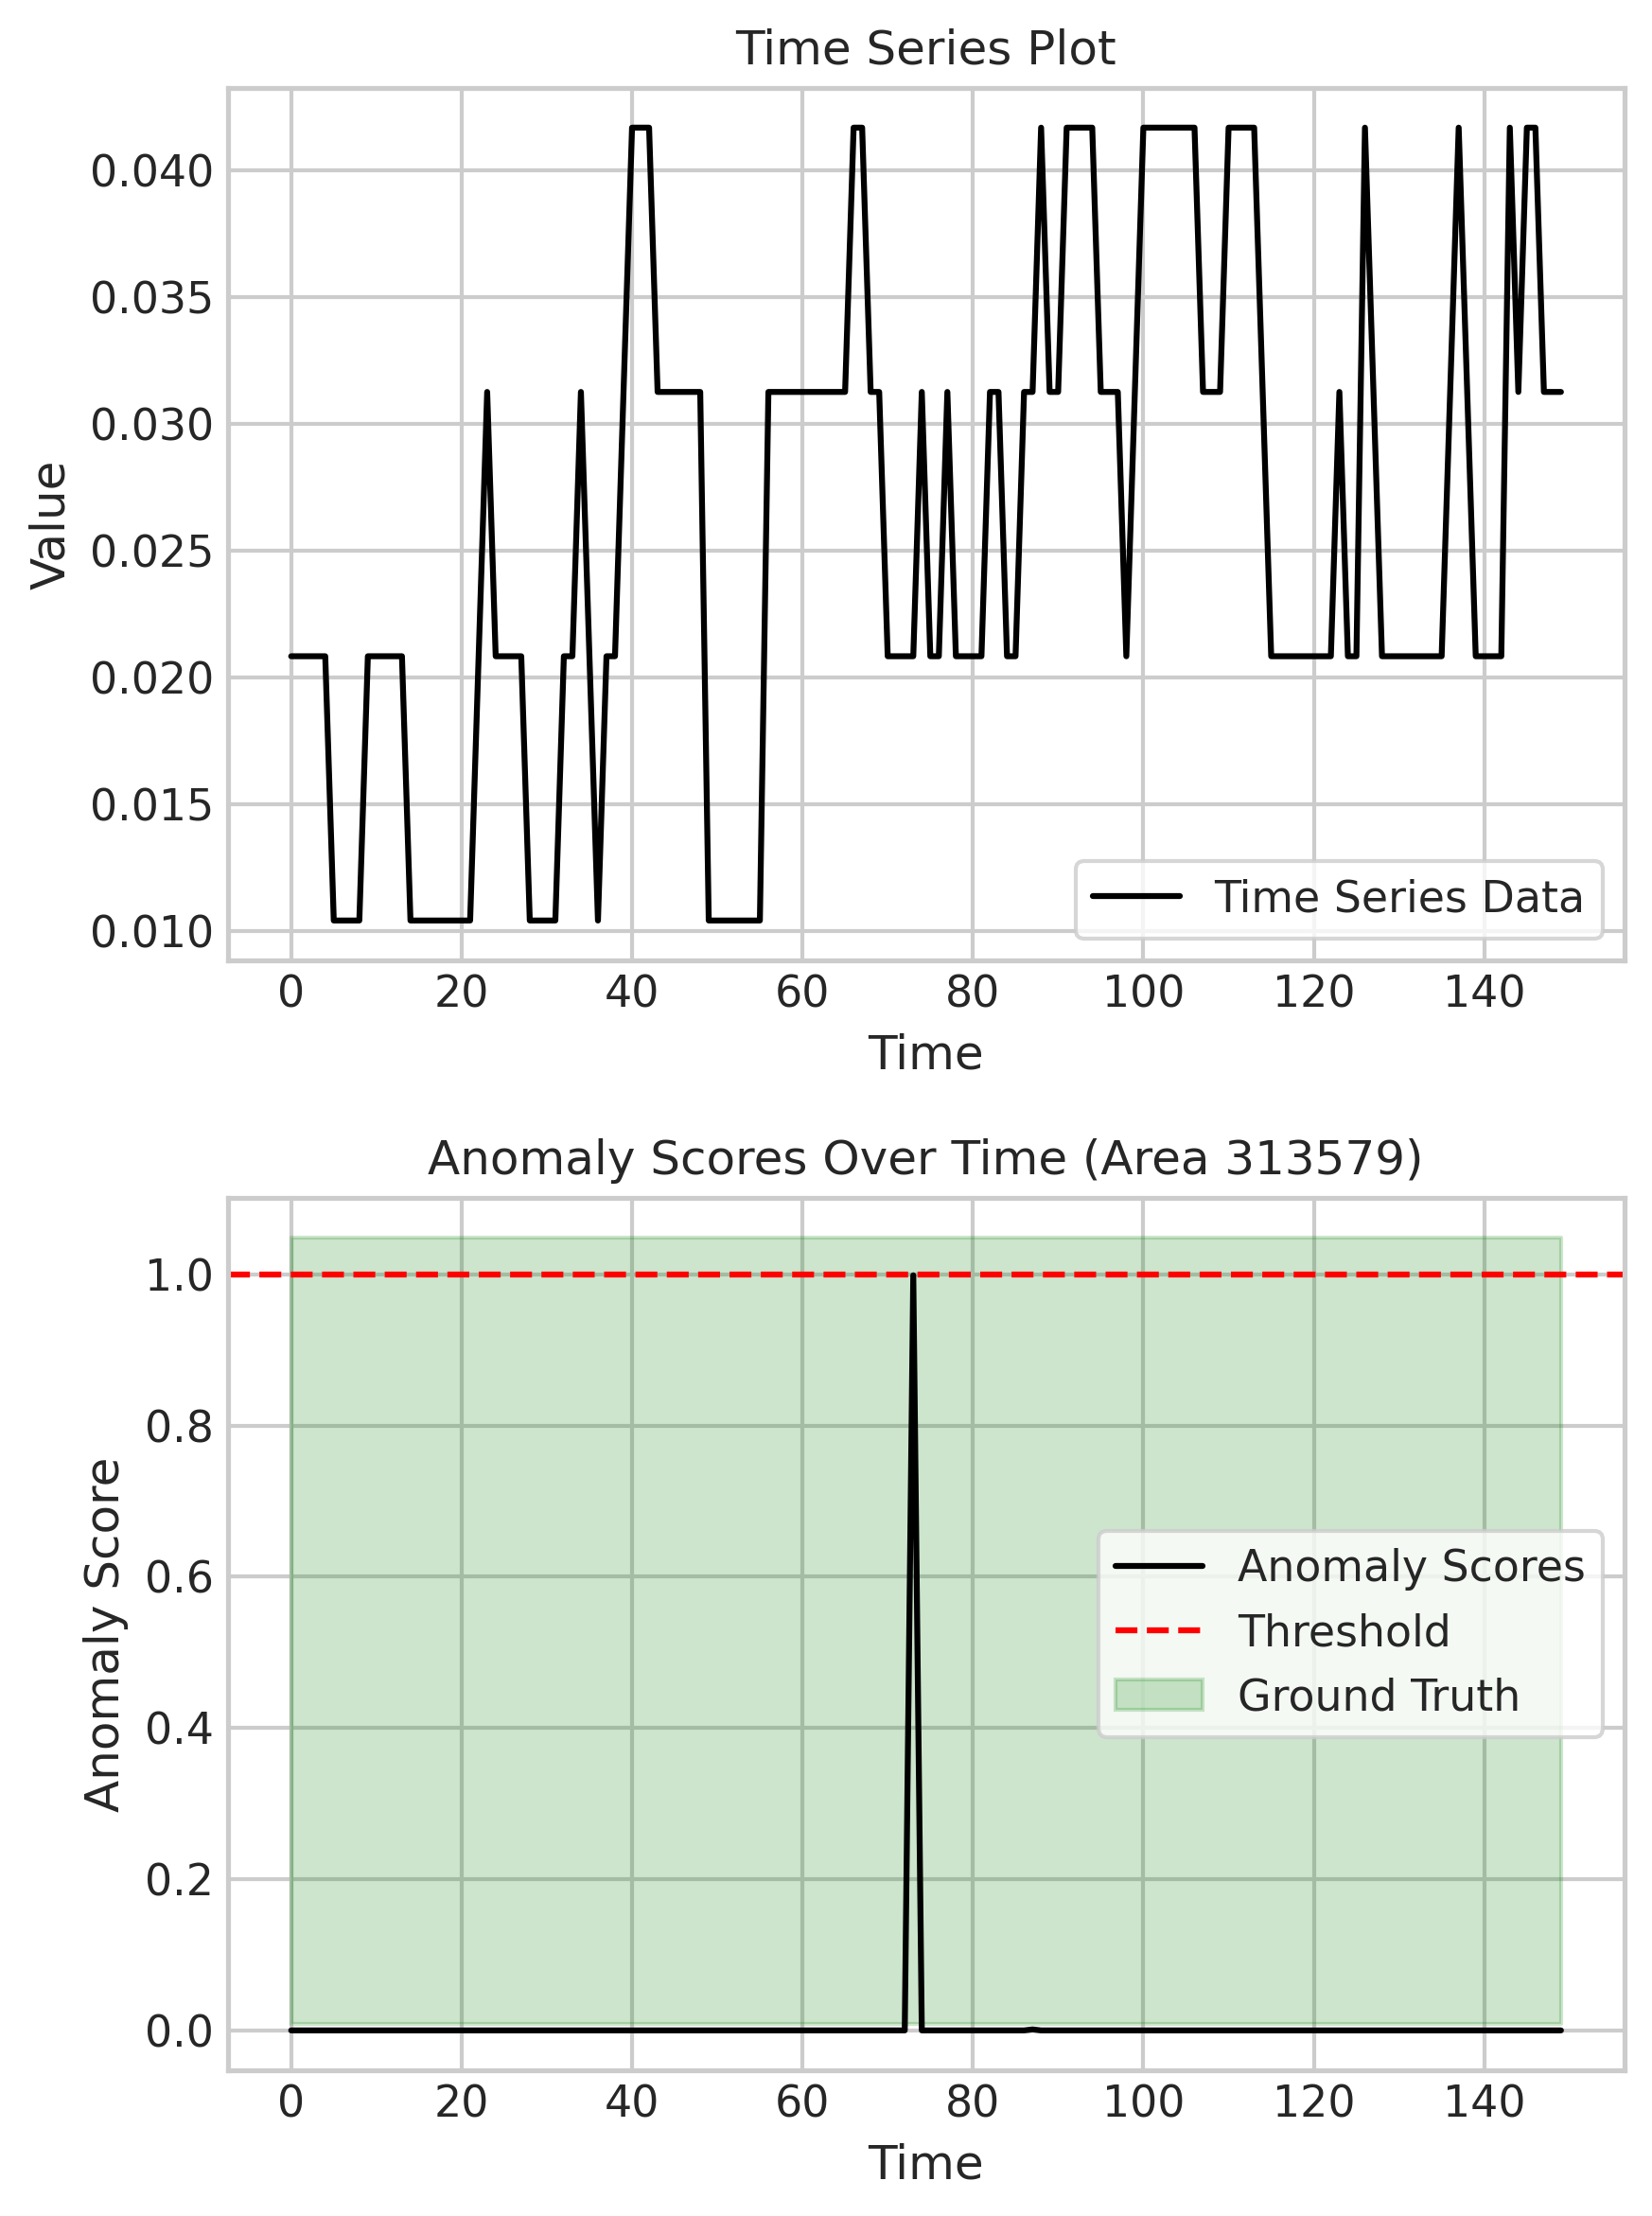 Time Series Plot
Value
0.040
0.035
0.030
0.025
0.020
0.015
0.010
Time Series Data
0 20 40 60 80 100 120 140
Time
Anomaly Scores Over Time (Area 313579)
Anomaly Score
1.0
0.8
0.6
0.4
0.2
0.0
Anomaly Scores
Threshold
Ground Truth
0 20 40 60 80 100 120 140
Time